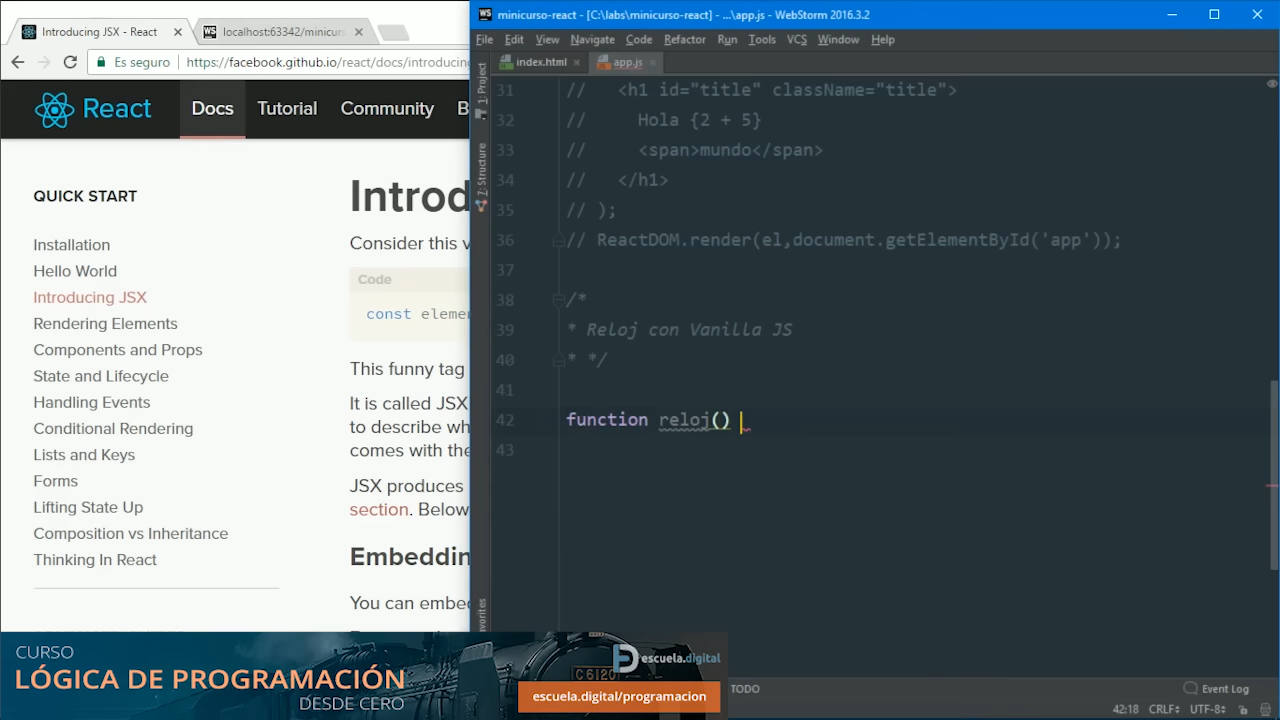 Introducing JSX - React
localhost:63342/minicurs
Es seguro
https://facebook.github.io/react/docs/introducing
React
Docs
Tutorial
Community
B
QUICK START
Installation
Hello World
Introducing JSX
Rendering Elements
Components and Props
State and Lifecycle
Handling Events
Conditional Rendering
Lists and Keys
Forms
Lifting State Up
Composition vs Inheritance
Thinking In React
Introd
Consider this v
Code
const eleme
This funny tag
It is called JSX
to describe wh
comes with the
JSX produces
section. Below
Embeddin
You can embe
minicurso-react - [C:\labs\minicurso-react] - ...\app.js - WebStorm 2016.3.2
File Edit View Navigate Code Refactor Run Tools VCS Window Help
1: Project
7: Structure
index.html
app.js
31 // <h1 id="title" className="title">
32 // Hola {2 + 5}
33 // <span>mundo</span>
34 // </h1>
35 // );
36 // ReactDOM.render(el,document.getElementById('app'));
37
38 /*
39 * Reloj con Vanilla JS
40 * */
41
42 function reloj()
43
TODO
Event Log
42:18 CRLF UTF-8
CURSO
LÓGICA DE PROGRAMACIÓN
DESDE CERO
C6120
escuela.digital
escuela.digital/programacion